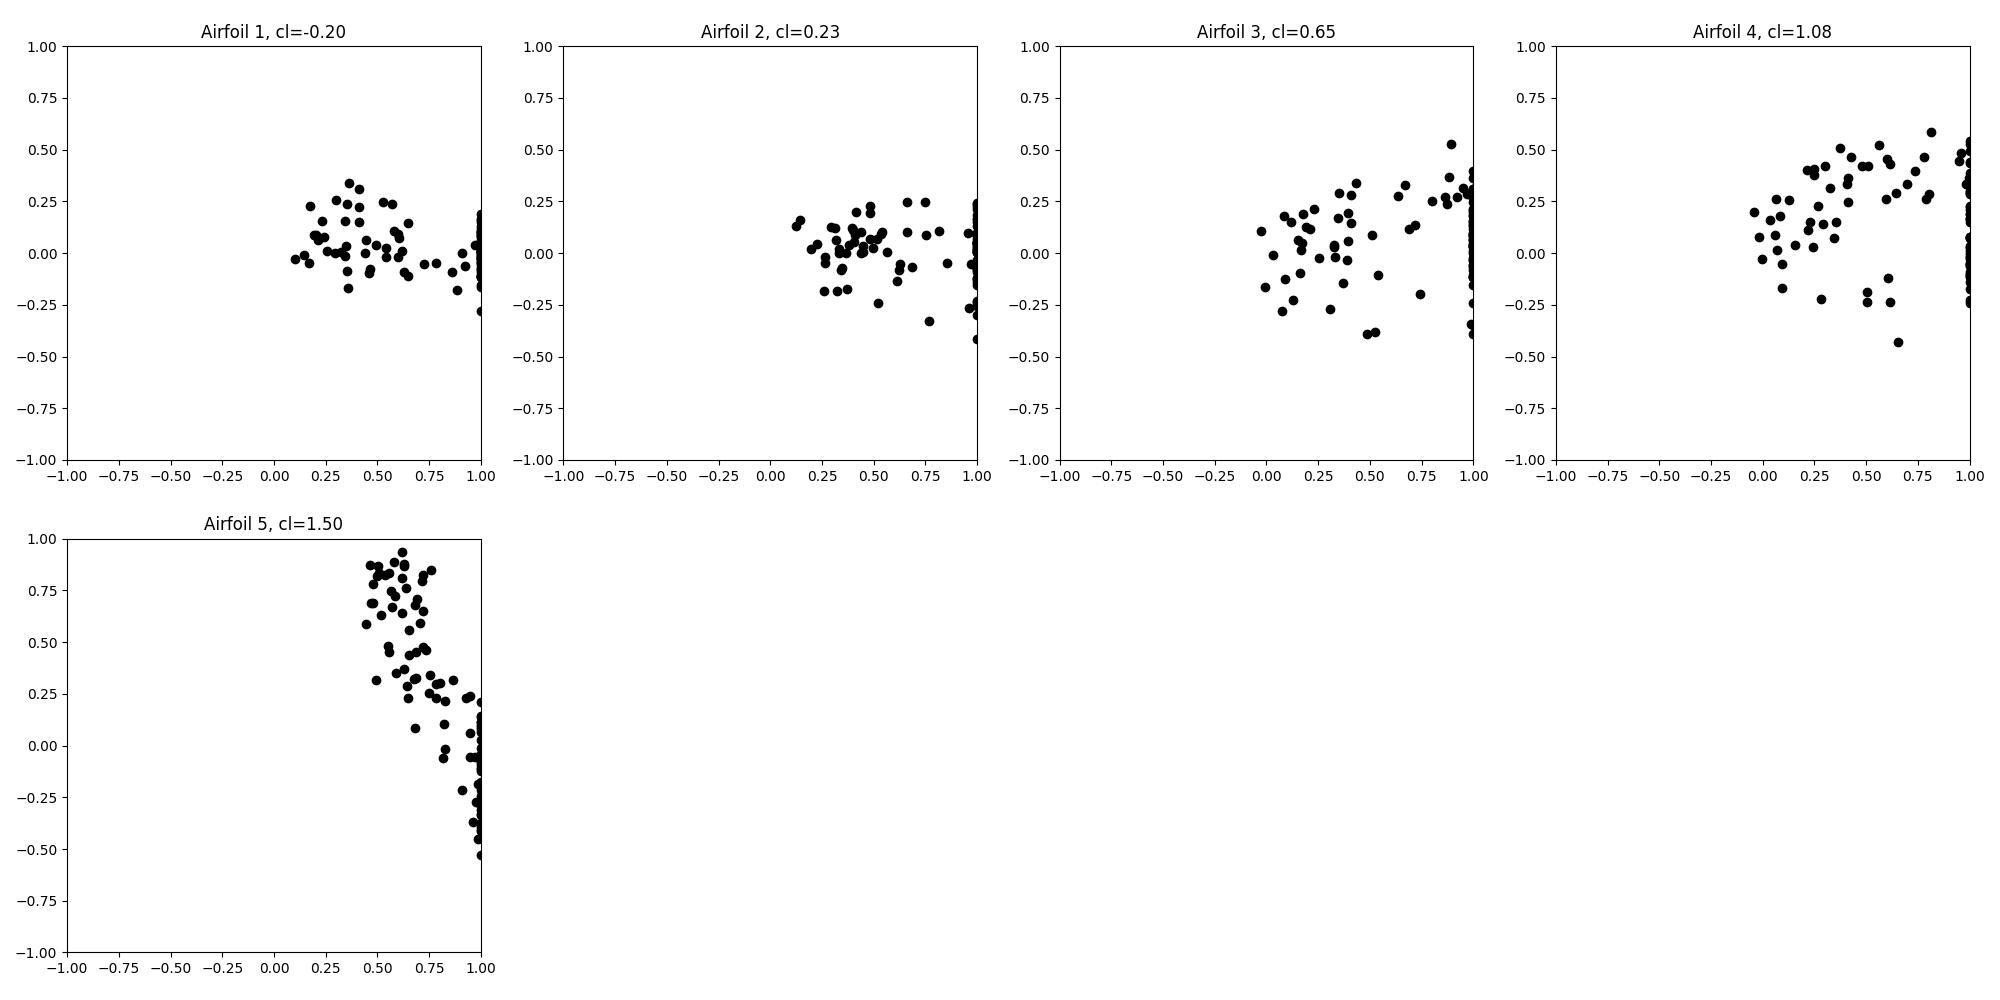 Airfoil 1, cl=-0.20
Airfoil 2, cl=0.23
Airfoil 3, cl=0.65
Airfoil 4, cl=1.08
1.00 1.00 1.00 1.00
0.75 0.75 0.75 0.75
0.50 0.50 0.50 0.50
0.25 0.25 0.25 0.25
0.00 0.00 0.00 0.00
−0.25 −0.25 −0.25 −0.25
−0.50 −0.50 −0.50 −0.50
−0.75 −0.75 −0.75 −0.75
−1.00 −1.00 −1.00 −1.00
−1.00 −0.75 −0.50 −0.25 0.00 0.25 0.50 0.75 1.00
−1.00 −0.75 −0.50 −0.25 0.00 0.25 0.50 0.75 1.00
−1.00 −0.75 −0.50 −0.25 0.00 0.25 0.50 0.75 1.00
−1.00 −0.75 −0.50 −0.25 0.00 0.25 0.50 0.75 1.00
Airfoil 5, cl=1.50
1.00
0.75
0.50
0.25
0.00
−0.25
−0.50
−0.75
−1.00
−1.00 −0.75 −0.50 −0.25 0.00 0.25 0.50 0.75 1.00